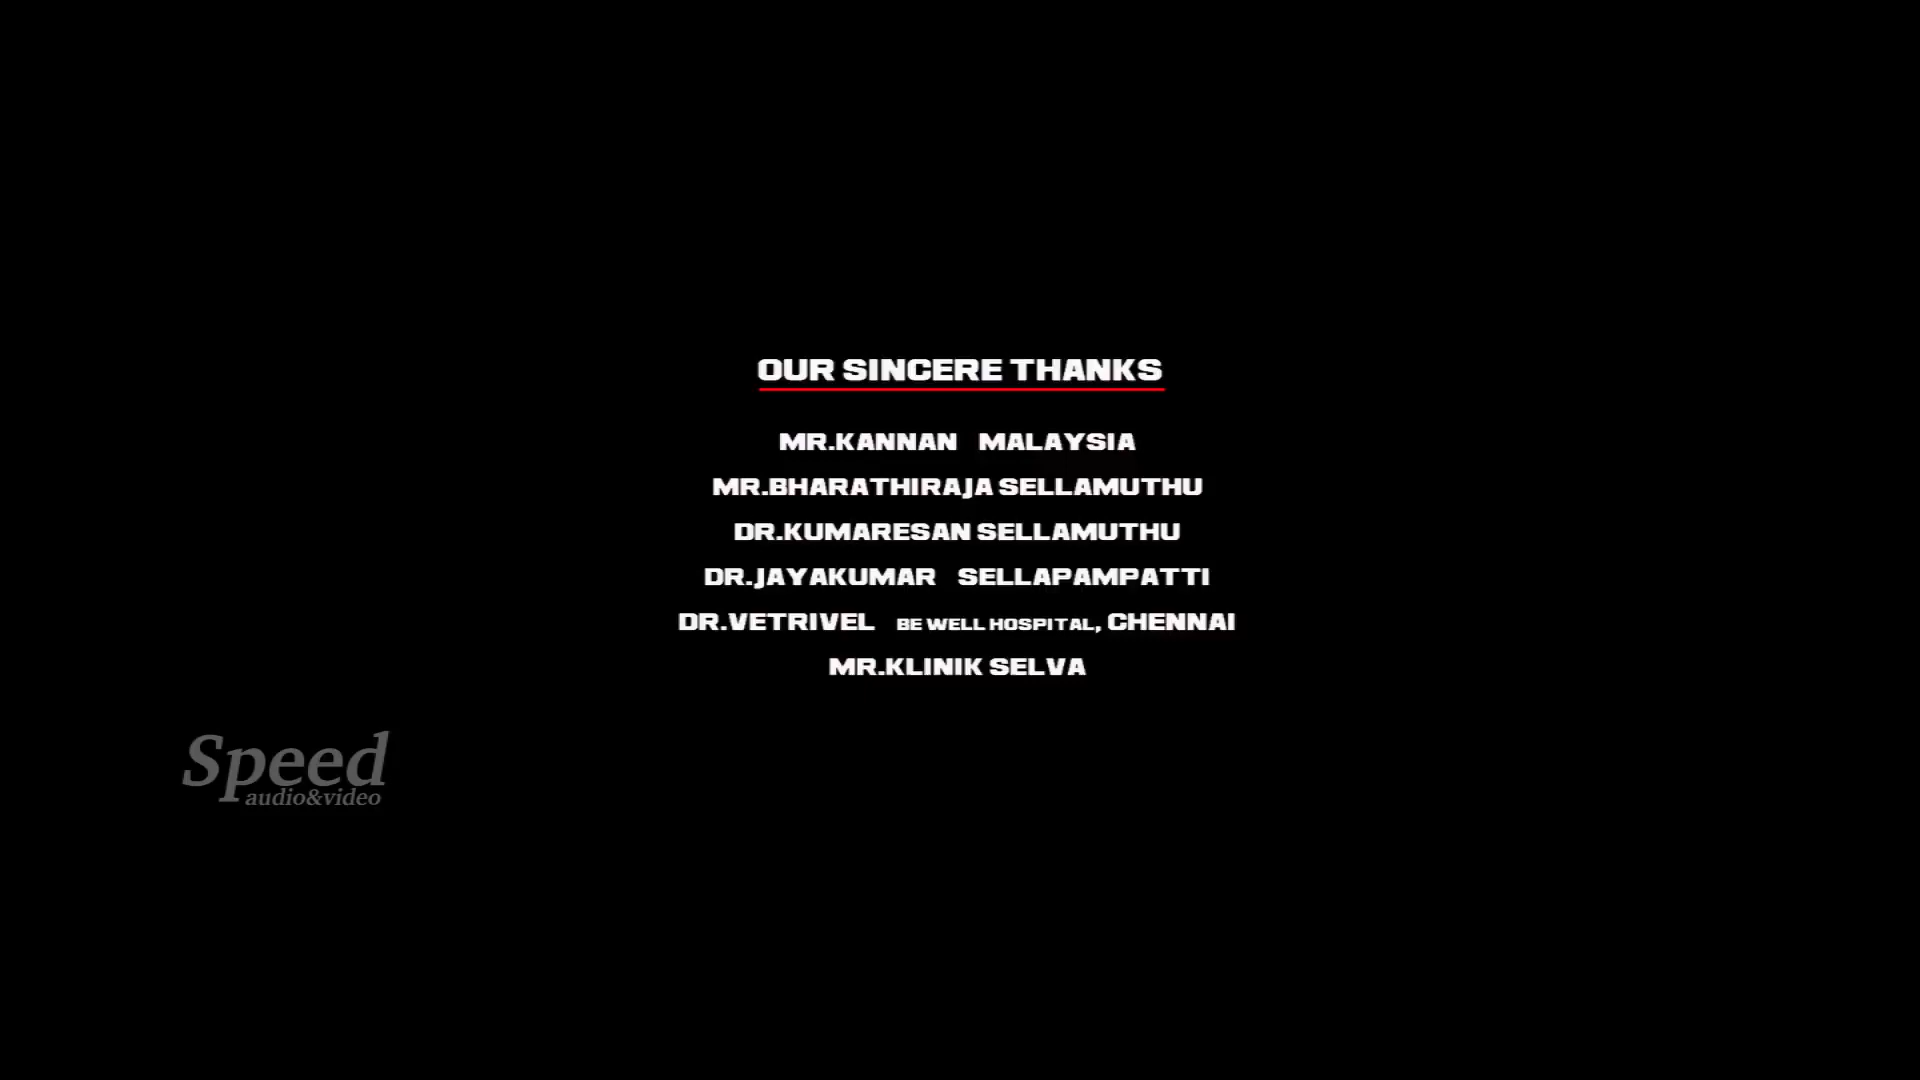 OUR SINCERE THANKS
MR.KANNAN MALAYSIA
MR.BHARATHIRAJA SELLAMUTHU
DR.KUMARESAN SELLAMUTHU
DR.JAYAKUMAR SELLAPAMPATTI
DR.VETRIVEL BE WELL HOSPITAL, CHENNAI
MR.KLINIK SELVA
Speed
audio&video